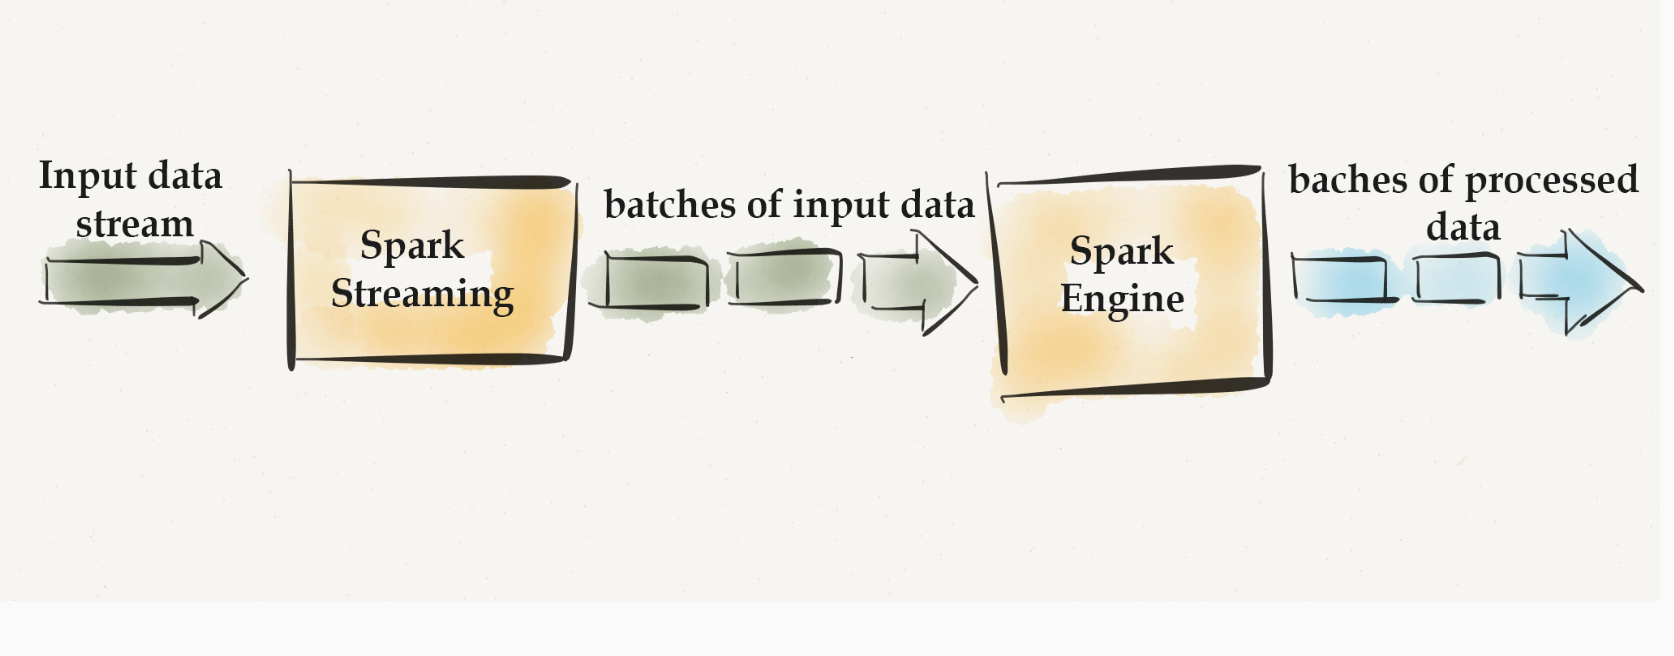 Input data
stream
Spark
Streaming
batches of input data
Spark
Engine
baches of processed
data